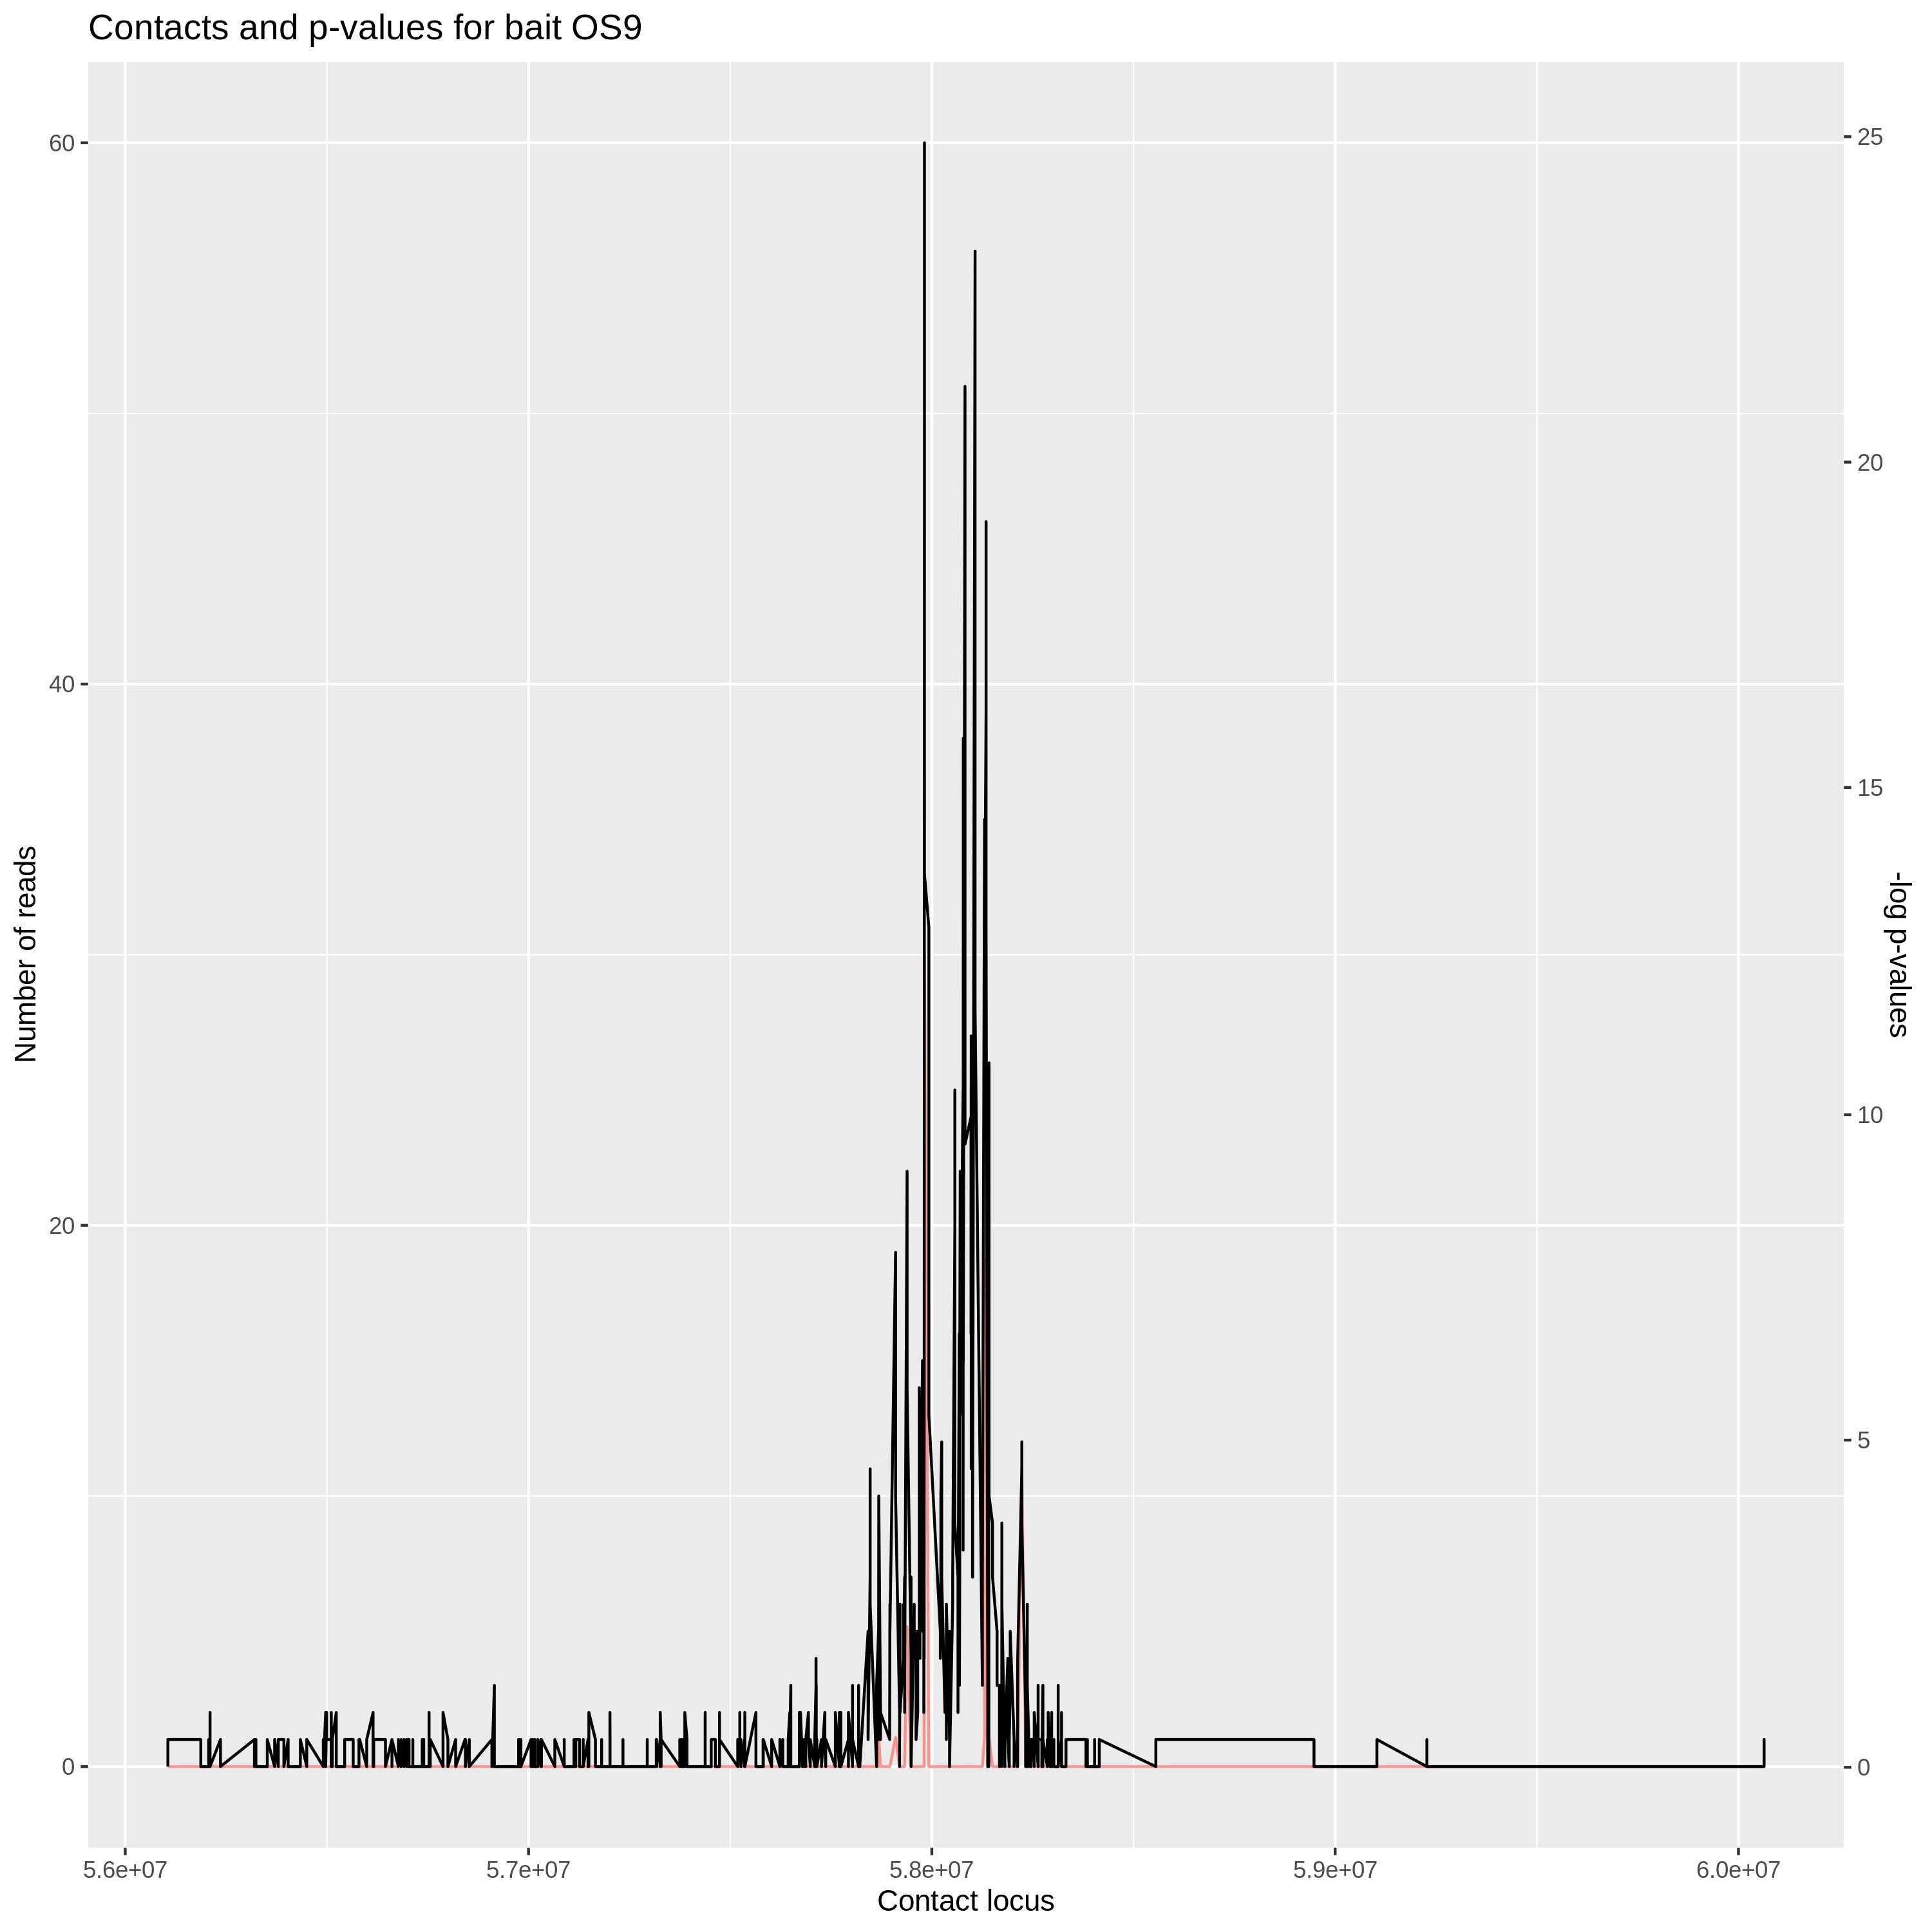 Contacts and p-values for bait OS9
60
40
20
0
Number of reads
25
20
15
10
5
0
-log p-values
5.6e+07
5.7e+07
5.8e+07
5.9e+07
6.0e+07
Contact locus